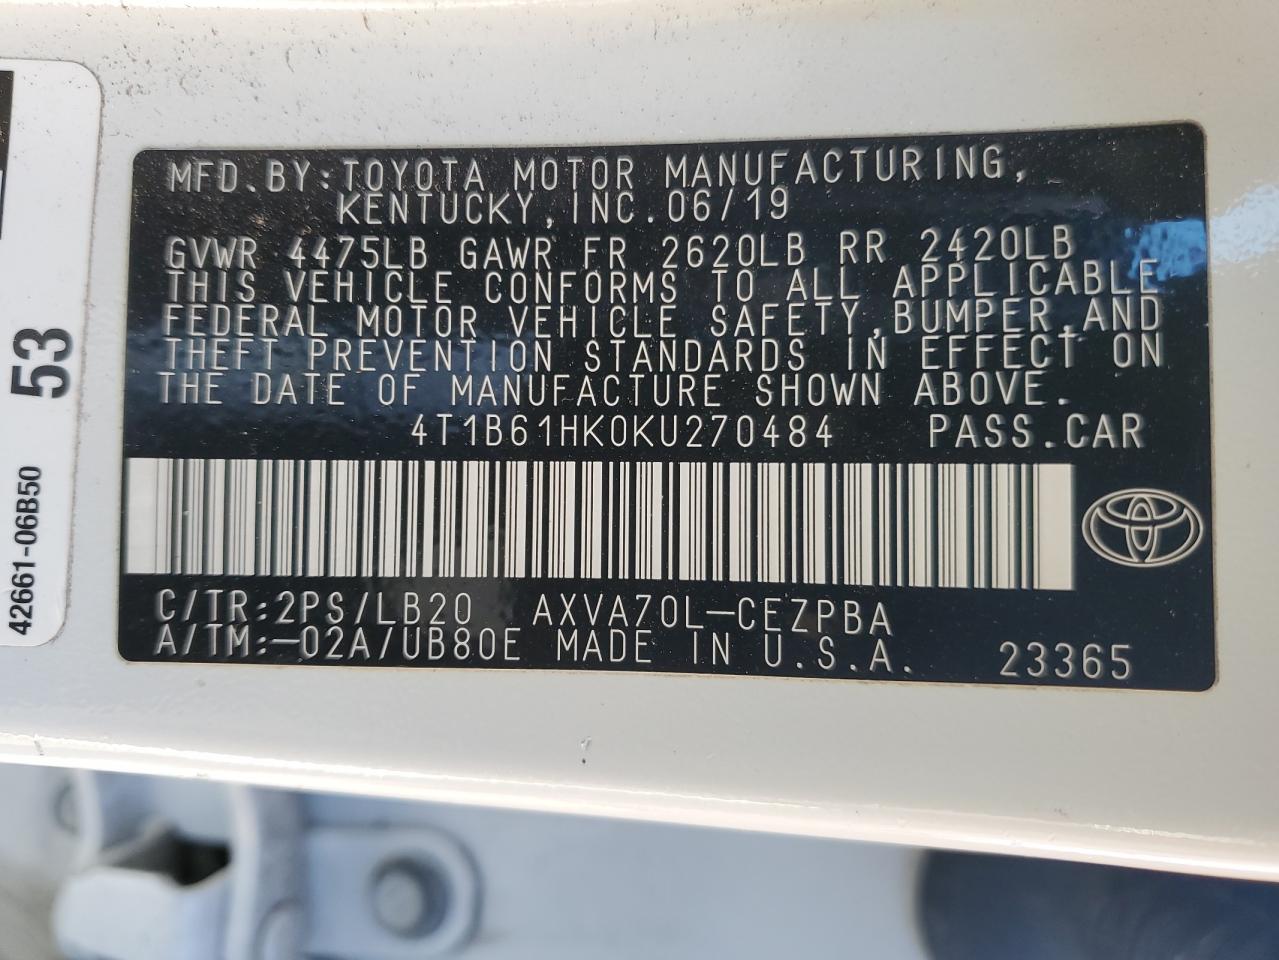 MFD.BY:TOYOTA MOTOR MANUFACTURING,
KENTUCKY,INC.06/19
GVWR 4475LB GAWR FR 2620LB RR 2420LB
THIS VEHICLE CONFORMS TO ALL APPLICABLE
FEDERAL MOTOR VEHICLE SAFETY,BUMPER,AND
THEFT PREVENTION STANDARDS IN EFFECT ON
THE DATE OF MANUFACTURE SHOWN ABOVE.
4T1B61HK0KU270484 PASS.CAR
C/TR:2PS/LB20 AXVA70L-CEZPBA
A/TM:-02A/UB80E MADE IN U.S.A. 23365
53
42661-06B50